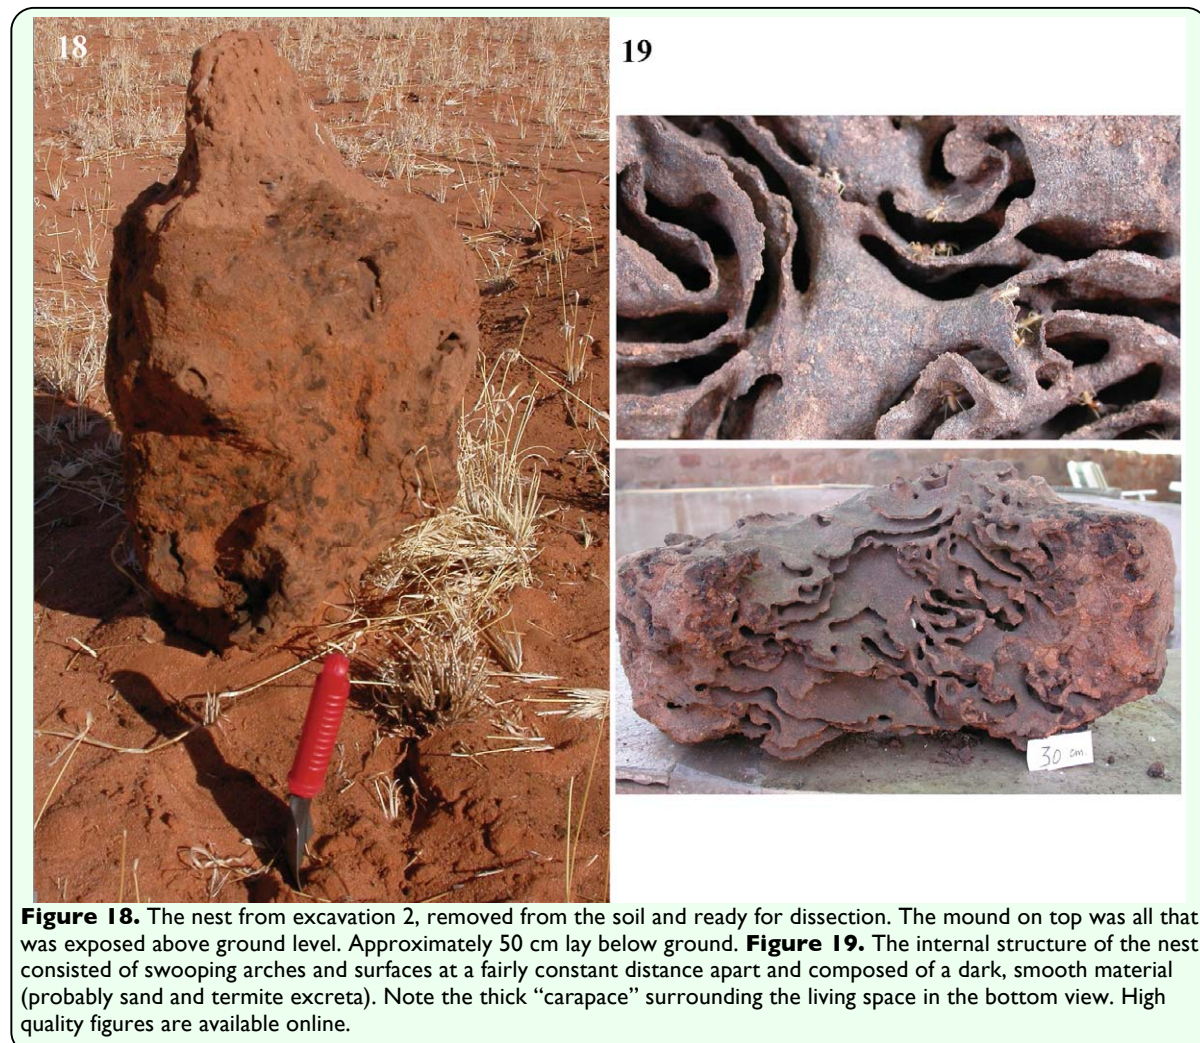 18
19
30 cm.
Figure 18. The nest from excavation 2, removed from the soil and ready for dissection. The mound on top was all that
was exposed above ground level. Approximately 50 cm lay below ground. Figure 19. The internal structure of the nest
consisted of swooping arches and surfaces at a fairly constant distance apart and composed of a dark, smooth material
(probably sand and termite excreta). Note the thick “carapace” surrounding the living space in the bottom view. High
quality figures are available online.